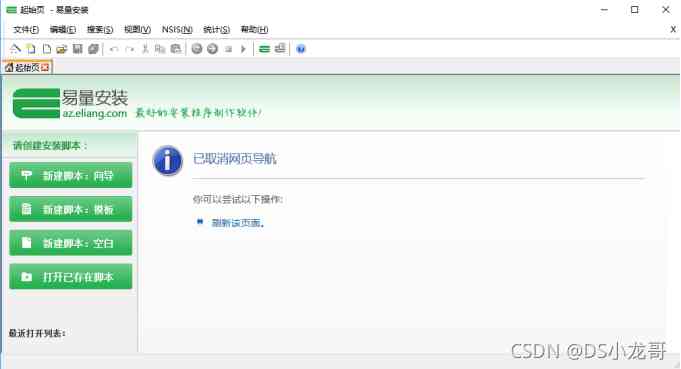 起始页 - 易量安装
文件(F) 编辑(E) 搜索(S) 视图(V) NSIS(N) 统计(S) 帮助(H) X
起始页
易量安装
az.eliang.com 最好的安装程序制作软件!
请创建安装脚本：
新建脚本：向导
新建脚本：模板
新建脚本：空白
打开已存在脚本
最近打开列表：
已取消网页导航
你可以尝试以下操作:
刷新该页面。
CSDN @DS小龙哥